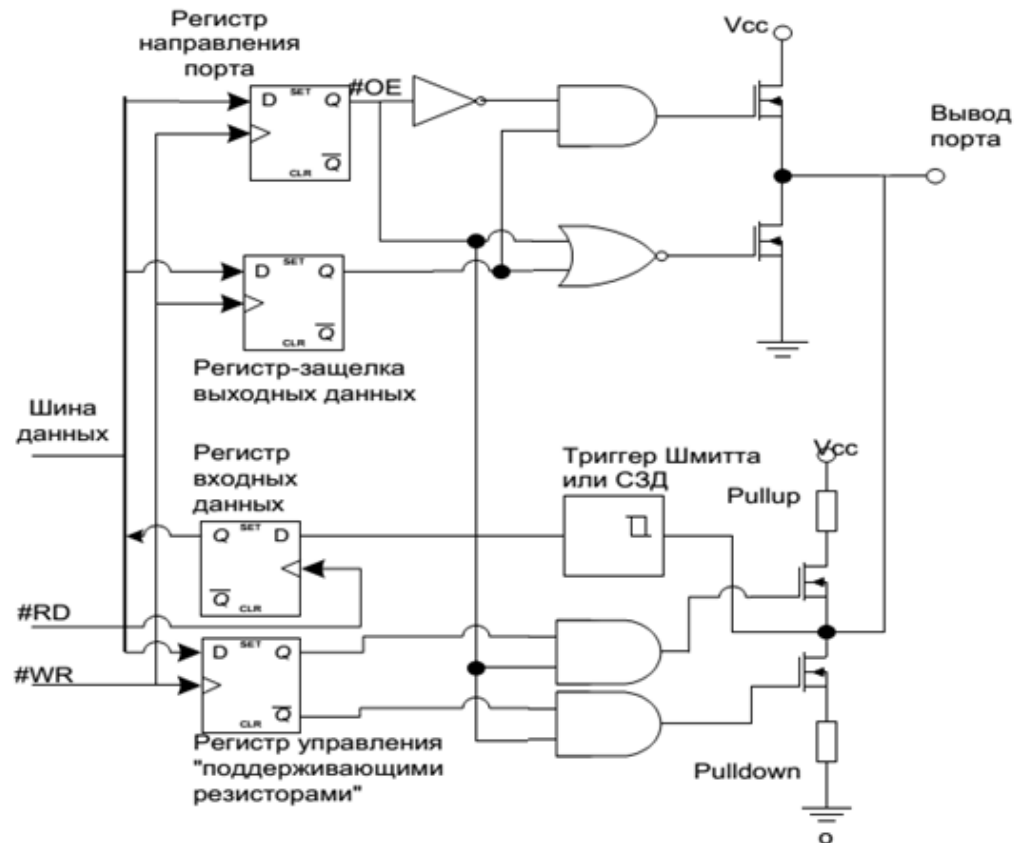 Регистр
направления
порта
Vcc
#OE
D SET Q
Q
CLR
Вывод
порта
D SET Q
Q
CLR
Регистр-защелка
выходных данных
Шина
данных
Регистр
входных
данных
Триггер Шмитта
или СЗД
Vcc
Pullup
Q SET D
Q
CLR
#RD
D SET Q
#WR
CLR Q
Регистр управления
"поддерживающими
резисторами"
Pulldown